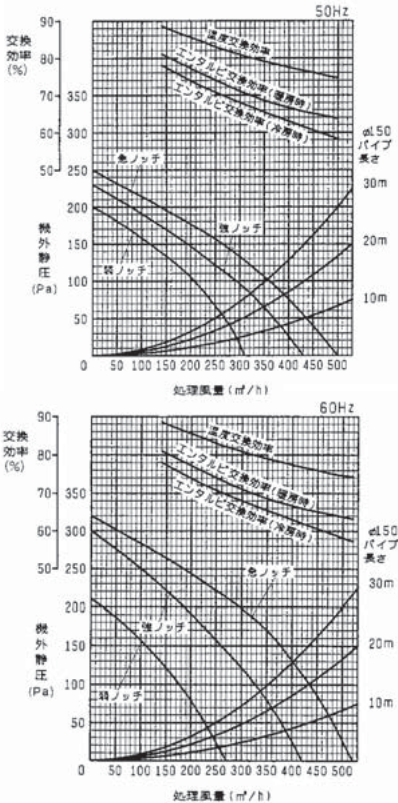 50Hz
交換
効率
(%)
90
80
70
60
50
温度交換効率
エンタルピ交換効率(暖房時)
エンタルピ交換効率(冷房時)
急ノッチ
強ノッチ
弱ノッチ
機外静圧
(Pa)
350
300
250
200
150
100
50
0
ø150
パイプ
長さ
30m
20m
10m
0 50 100 150 200 250 300 350 400 450 500
処理風量(m³/h)
60Hz
交換
効率
(%)
90
80
70
60
50
温度交換効率
エンタルピ交換効率(暖房時)
エンタルピ交換効率(冷房時)
急ノッチ
強ノッチ
弱ノッチ
機外静圧
(Pa)
350
300
250
200
150
100
50
0
ø150
パイプ
長さ
30m
20m
10m
50 100 150 200 250 300 350 400 450 500
処理風量(m³/h)